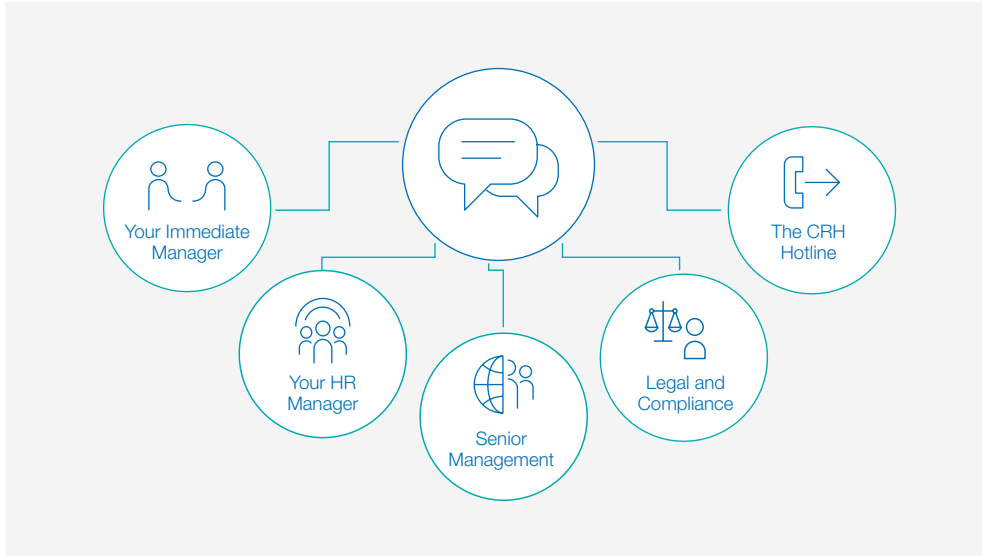 Your Immediate
Manager
Your HR
Manager
Senior
Management
Legal and
Compliance
The CRH
Hotline